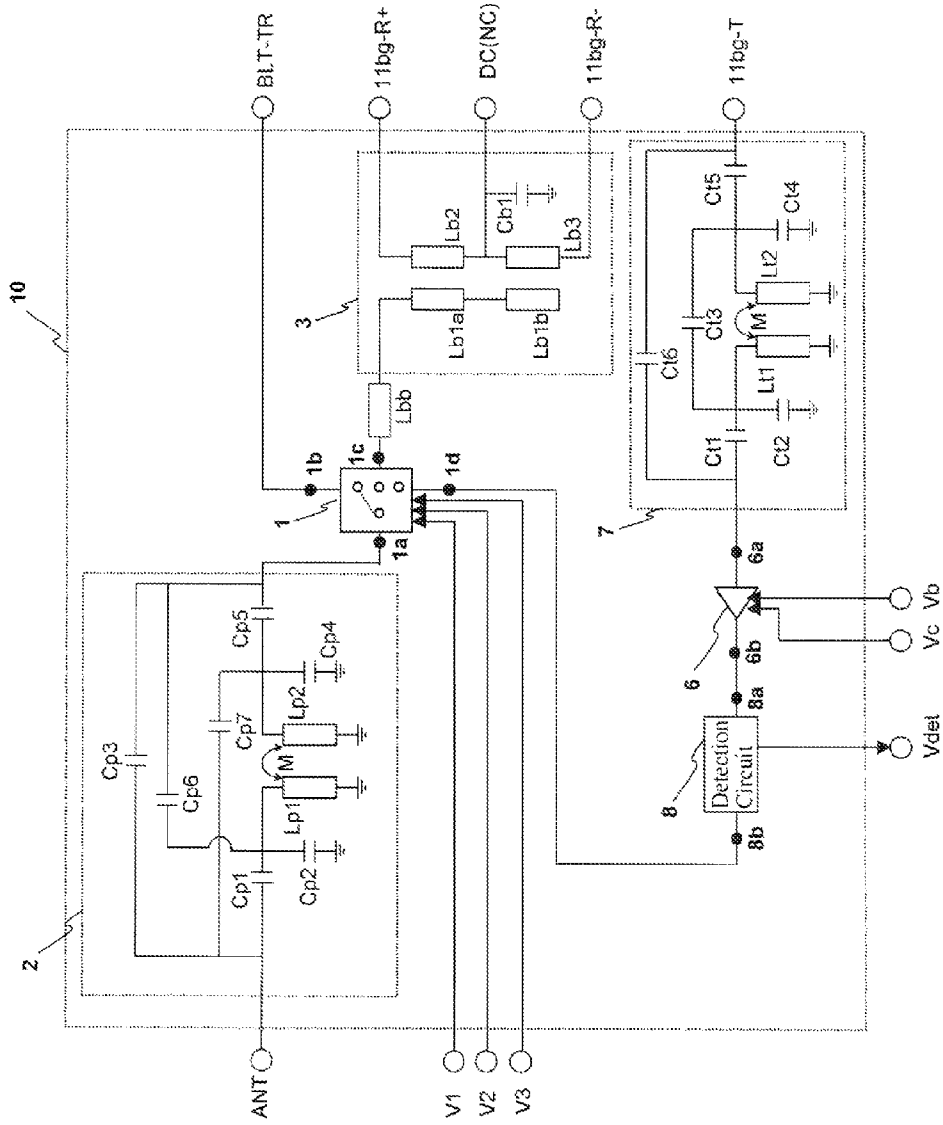 10
2
Cp3
Cp6
Cp7
Cp1
Cp2
Lp1
M
Lp2
Cp4
Cp5
ANT
V1
V2
V3
1
1a
1b
1c
1d
Lbb
3
Lb1a
Lb1b
Lb2
Lb3
Cb1
BLT-TR
11bg-R+
DC(NC)
11bg-R-
11bg-T
7
Ct6
Ct3
Ct1
Ct2
Lt1
M
Lt2
Ct4
Ct5
6a
6
6b
8a
8
Detection
Circuit
8b
Vdet
Vc
Vb